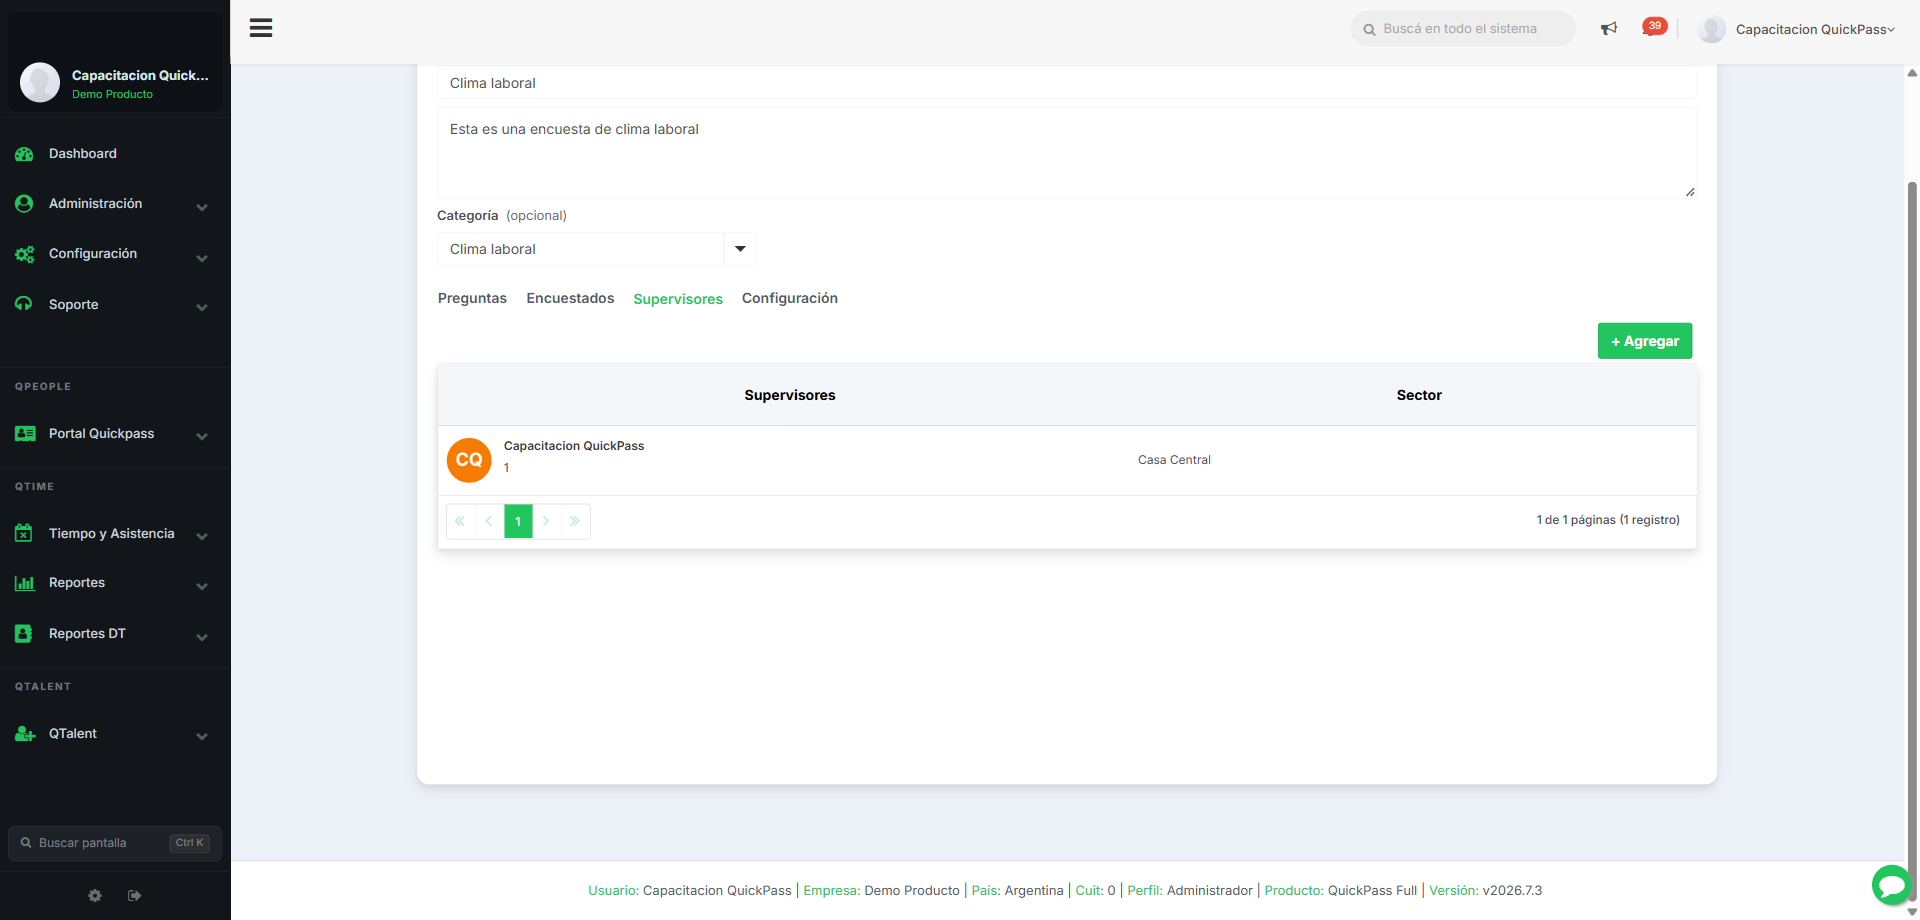 Capacitacion Quick...
Demo Producto
Dashboard
Administración
Configuración
Soporte
QPEOPLE
Portal Quickpass
QTIME
Tiempo y Asistencia
Reportes
Reportes DT
QTALENT
QTalent
Buscar pantalla
Ctrl K
Buscá en todo el sistema
39
Capacitacion QuickPass
Clima laboral
Esta es una encuesta de clima laboral
Categoría (opcional)
Clima laboral
Preguntas Encuestados Supervisores Configuración
+ Agregar
Supervisores Sector
CQ
Capacitacion QuickPass
1
Casa Central
« ‹ 1 › »
1 de 1 páginas (1 registro)
Usuario: Capacitacion QuickPass | Empresa: Demo Producto | País: Argentina | Cuit: 0 | Perfil: Administrador | Producto: QuickPass Full | Versión: v2026.7.3